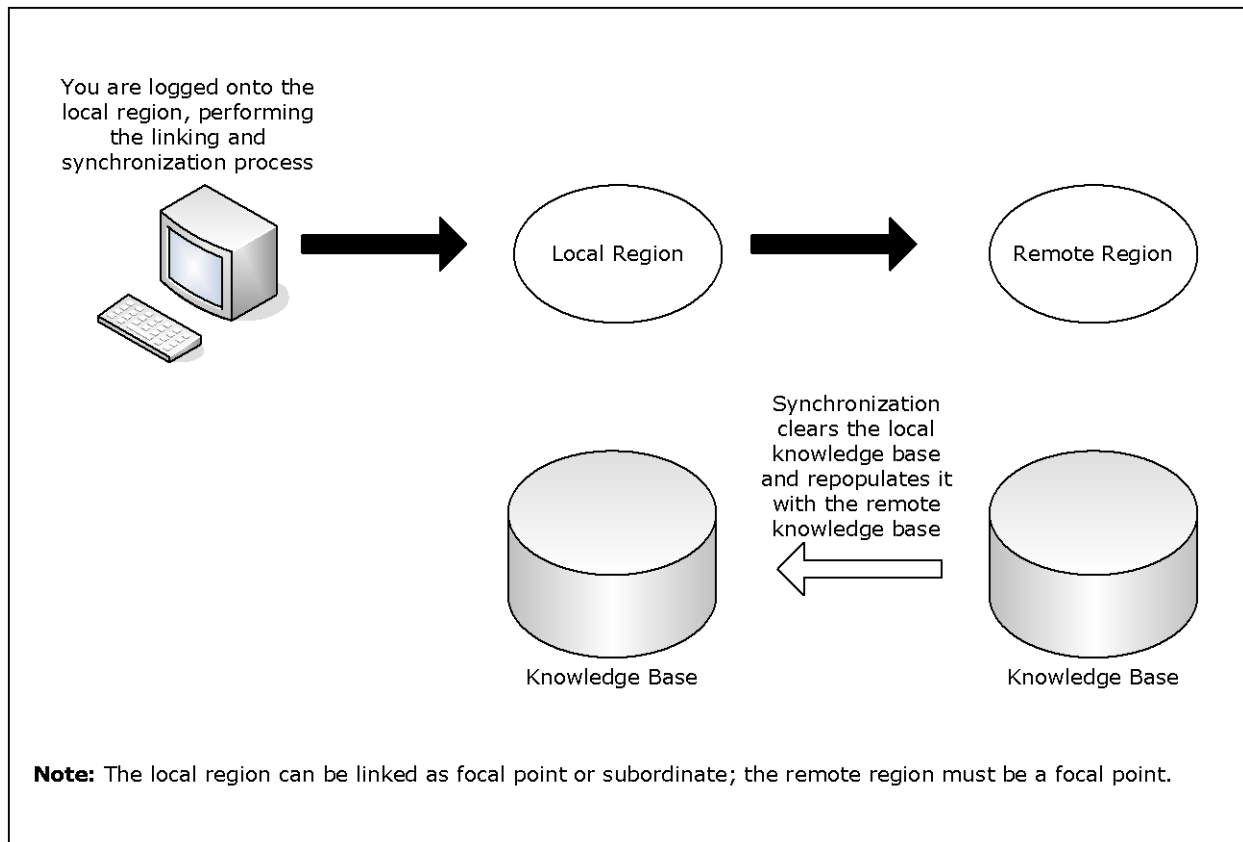 You are logged onto the
local region, performing
the linking and
synchronization process
Local Region
Remote Region
Synchronization
clears the local
knowledge base
and repopulates it
with the remote
knowledge base
Knowledge Base
Knowledge Base
Note: The local region can be linked as focal point or subordinate; the remote region must be a focal point.